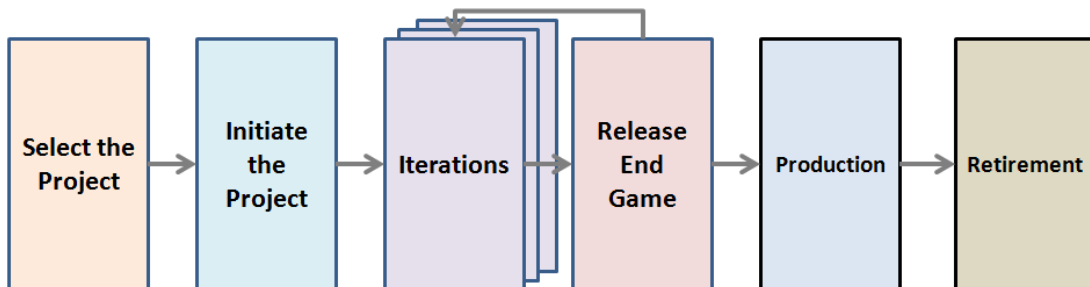 Select the
Project
Initiate
the
Project
Iterations
Release
End
Game
Production
Retirement